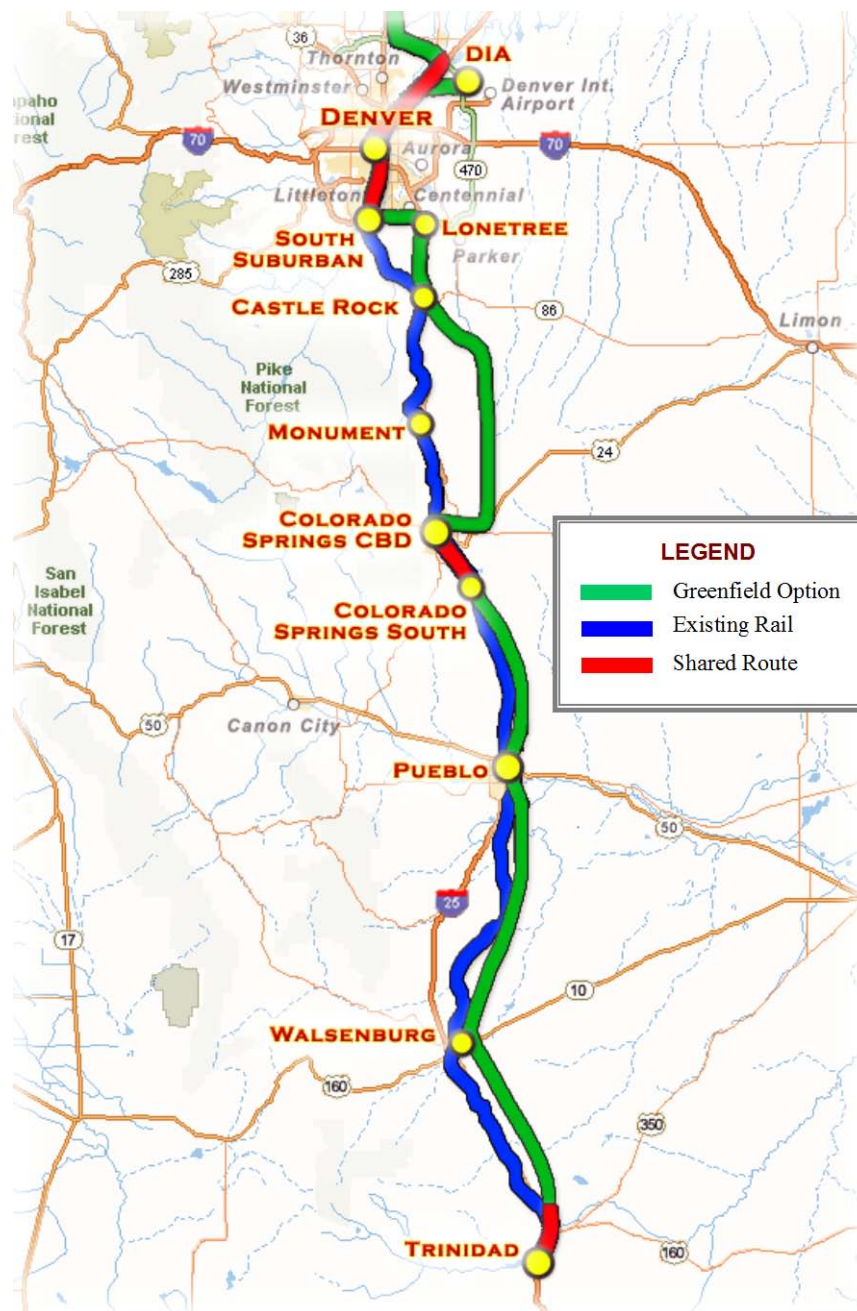 36
DIA
Thornton
Westminster
Denver Int.
Airport
paho
ional
rest
DENVER
70
Aurora
70
470
Littleton
Centennial
SOUTH
SUBURBAN
LONETREE
Parker
285
CASTLE ROCK
86
Limon
Pike
National
Forest
MONUMENT
24
COLORADO
SPRINGS CBD
LEGEND
Greenfield Option
Existing Rail
Shared Route
San
Isabel
National
Forest
COLORADO
SPRINGS SOUTH
50
Canon City
PUEBLO
50
25
17
10
WALSENBURG
160
350
TRINIDAD
160